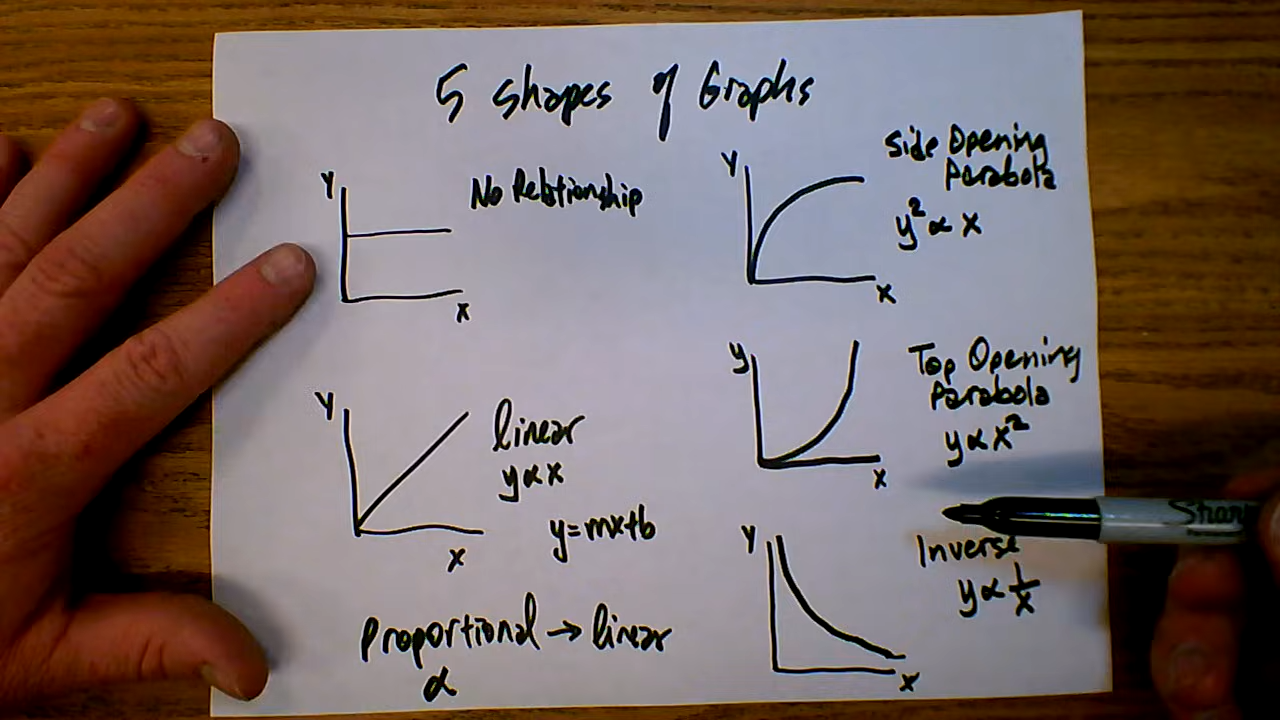 5 Shapes of Graphs
Y
No Relationship
X
Y
linear
y∝x
y=mx+b
X
Proportional → linear
∝
Y
Side Opening
Parabola
y² ∝ x
X
y
Top Opening
Parabola
y∝x²
X
Y
Inverse
y∝ 1/x
X
Sharp